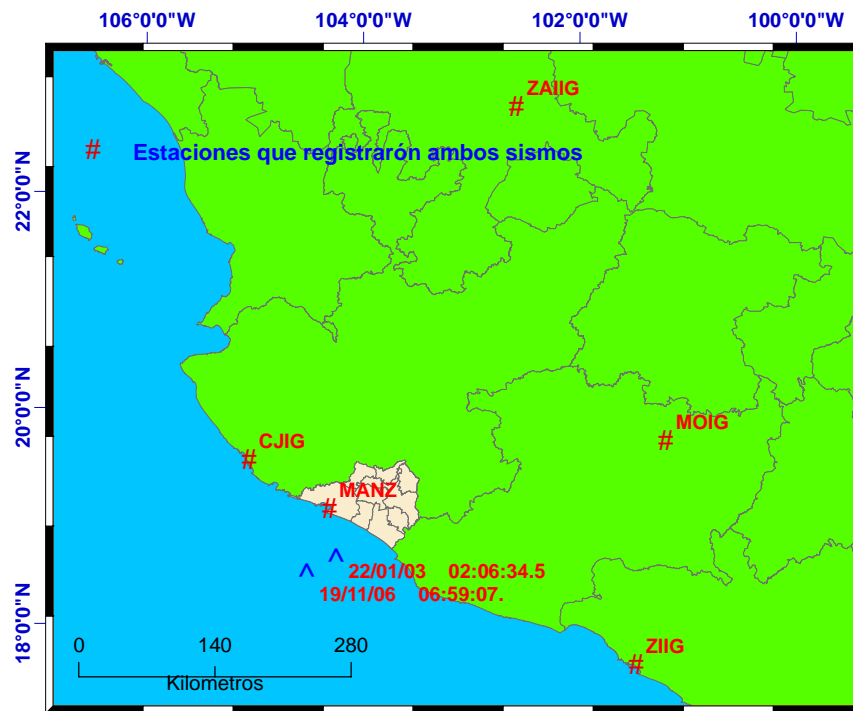 106°0'0"W 104°0'0"W 102°0'0"W 100°0'0"W
ZAIIG
# #
Estaciones que registrarón ambos sismos
22°0'0"N
20°0'0"N
MOIG
#
CJIG
#
MANZ
#
^ 22/01/03 02:06:34.5
^ 19/11/06 06:59:07.
18°0'0"N
ZIIG
#
0 140 280
Kilometros